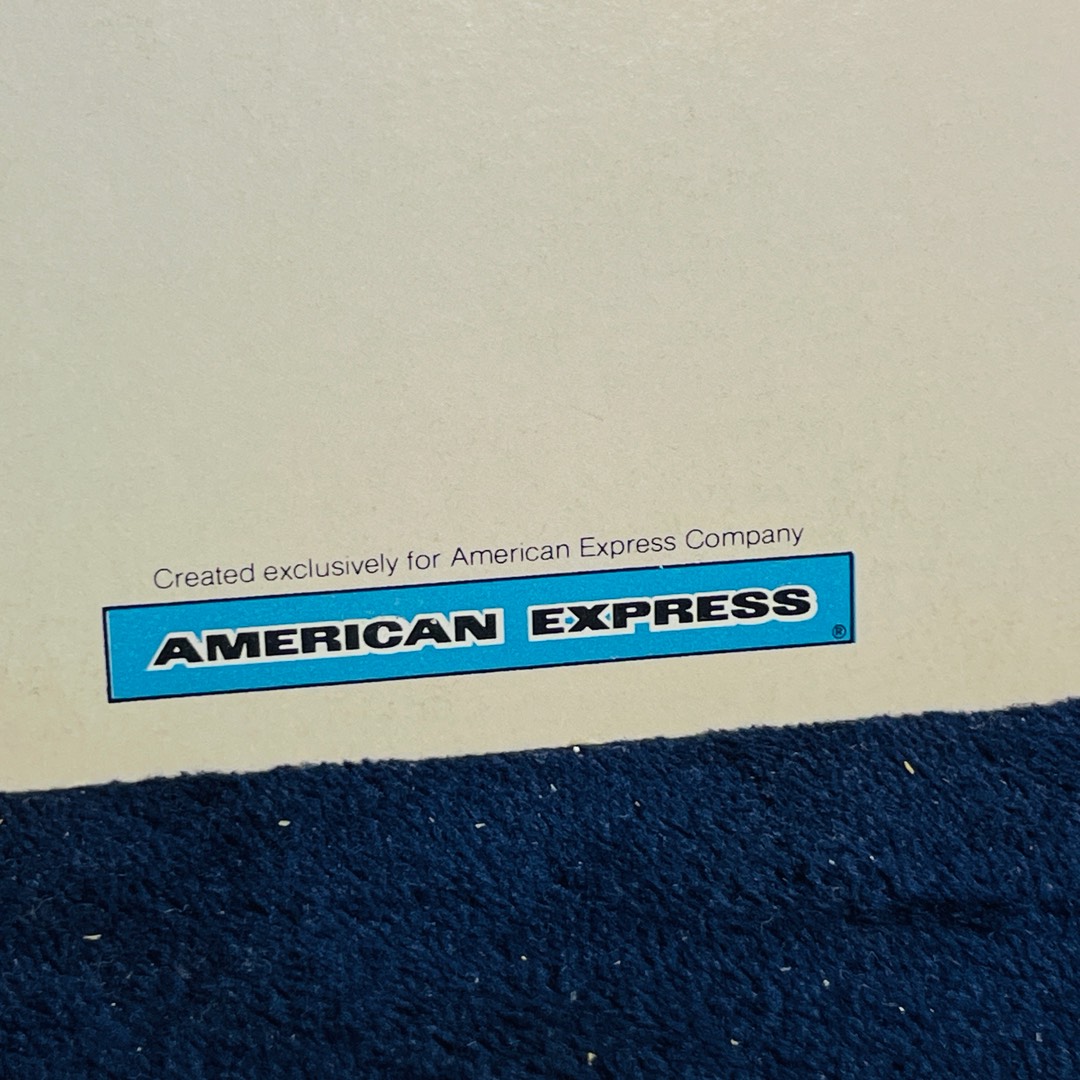 Created exclusively for American Express Company
AMERICAN EXPRESS ®